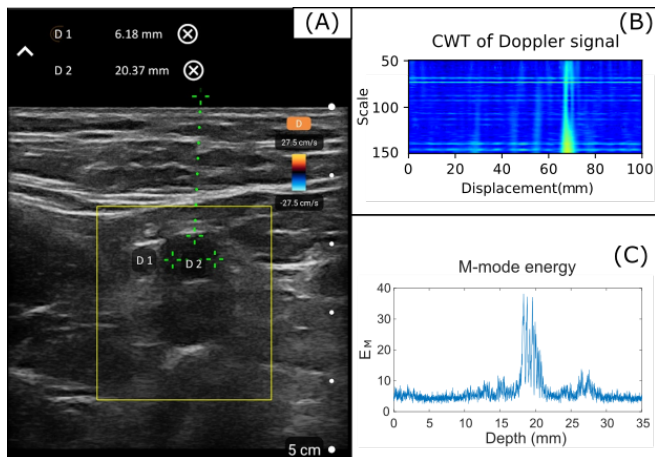 (A)
D 1 6.18 mm
D 2 20.37 mm
D
27.5 cm/s
-27.5 cm/s
D 1
D 2
5 cm
(B)
CWT of Doppler signal
Scale
50
100
150
0 20 40 60 80 100
Displacement(mm)
(C)
M-mode energy
E_M
40
30
20
10
0
0 5 10 15 20 25 30 35
Depth (mm)